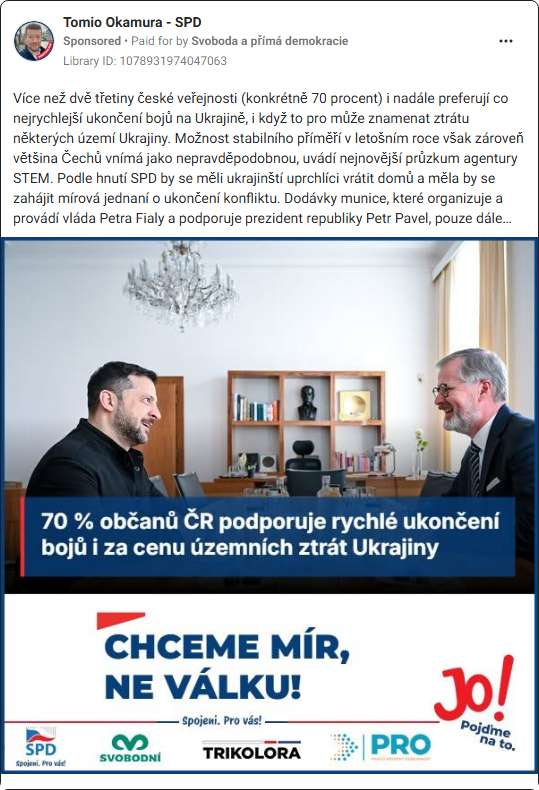 Tomio Okamura - SPD
Sponsored • Paid for by Svoboda a přímá demokracie
Library ID: 1078931974047063
Více než dvě třetiny české veřejnosti (konkrétně 70 procent) i nadále preferují co
nejrychlejší ukončení bojů na Ukrajině, i když to pro může znamenat ztrátu
některých území Ukrajiny. Možnost stabilního příměří v letošním roce však zároveň
většina Čechů vnímá jako nepravděpodobnou, uvádí nejnovější průzkum agentury
STEM. Podle hnutí SPD by se měli ukrajinští uprchlíci vrátit domů a měla by se
zahájit mírová jednaní o ukončení konfliktu. Dodávky munice, které organizuje a
provádí vláda Petra Fialy a podporuje prezident republiky Petr Pavel, pouze dále...
70 % občanů ČR podporuje rychlé ukončení
bojů i za cenu územních ztrát Ukrajiny
CHCEME MÍR,
NE VÁLKU!
Jo!
Pojďme
na to.
Spojeni. Pro vás!
SPD
Spojeni. Pro vás!
SVOBODNÍ
TRIKOLORA
PRO